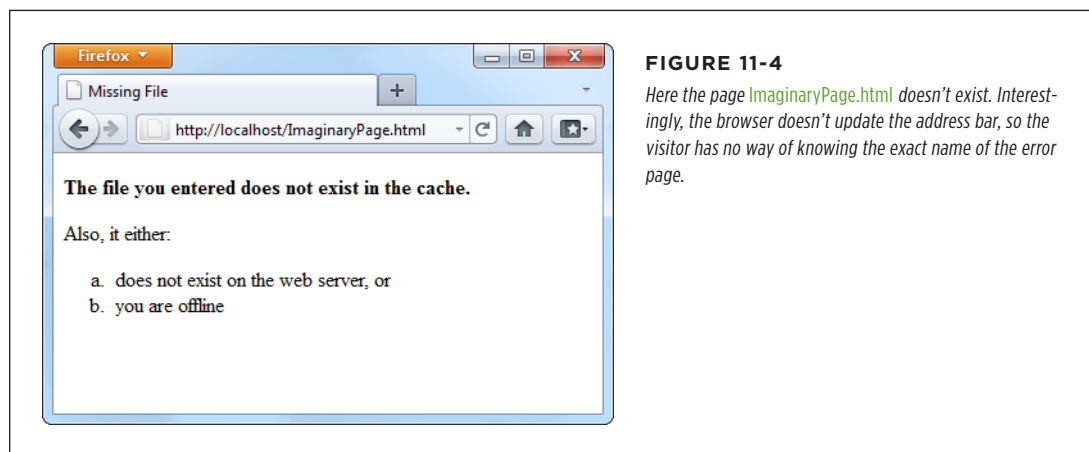 Firefox
Missing File
http://localhost/ImaginaryPage.html
The file you entered does not exist in the cache.
Also, it either:
a. does not exist on the web server, or
b. you are offline
FIGURE 11-4
Here the page ImaginaryPage.html doesn't exist. Interest-
ingly, the browser doesn't update the address bar, so the
visitor has no way of knowing the exact name of the error
page.